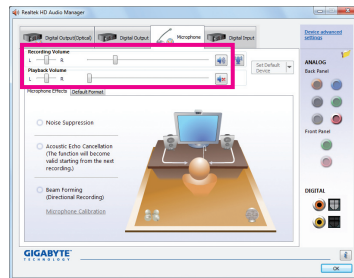 Realtek HD Audio Manager
Digital Output(Optical)
Digital Output
Microphone
Digital Input
Device advanced
settings
Recording Volume
L
R
Set Default
Device
Playback Volume
L
R
Microphone Effects
Default Format
Noise Suppression
Acoustic Echo Cancellation
(The function will become
valid starting from the next
recording.)
Beam Forming
(Directional Recording)
Microphone Calibration
ANALOG
Back Panel
Front Panel
DIGITAL
GIGABYTE
TECHNOLOGY
OK